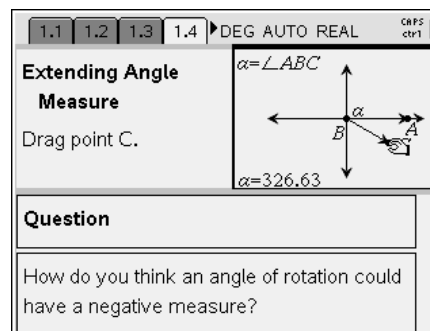 1.1 1.2 1.3 1.4 DEG AUTO REAL CAPS ctrl
Extending Angle
Measure
Drag point C.
α=∠ABC
α
B
A
α=326.63
Question
How do you think an angle of rotation could
have a negative measure?